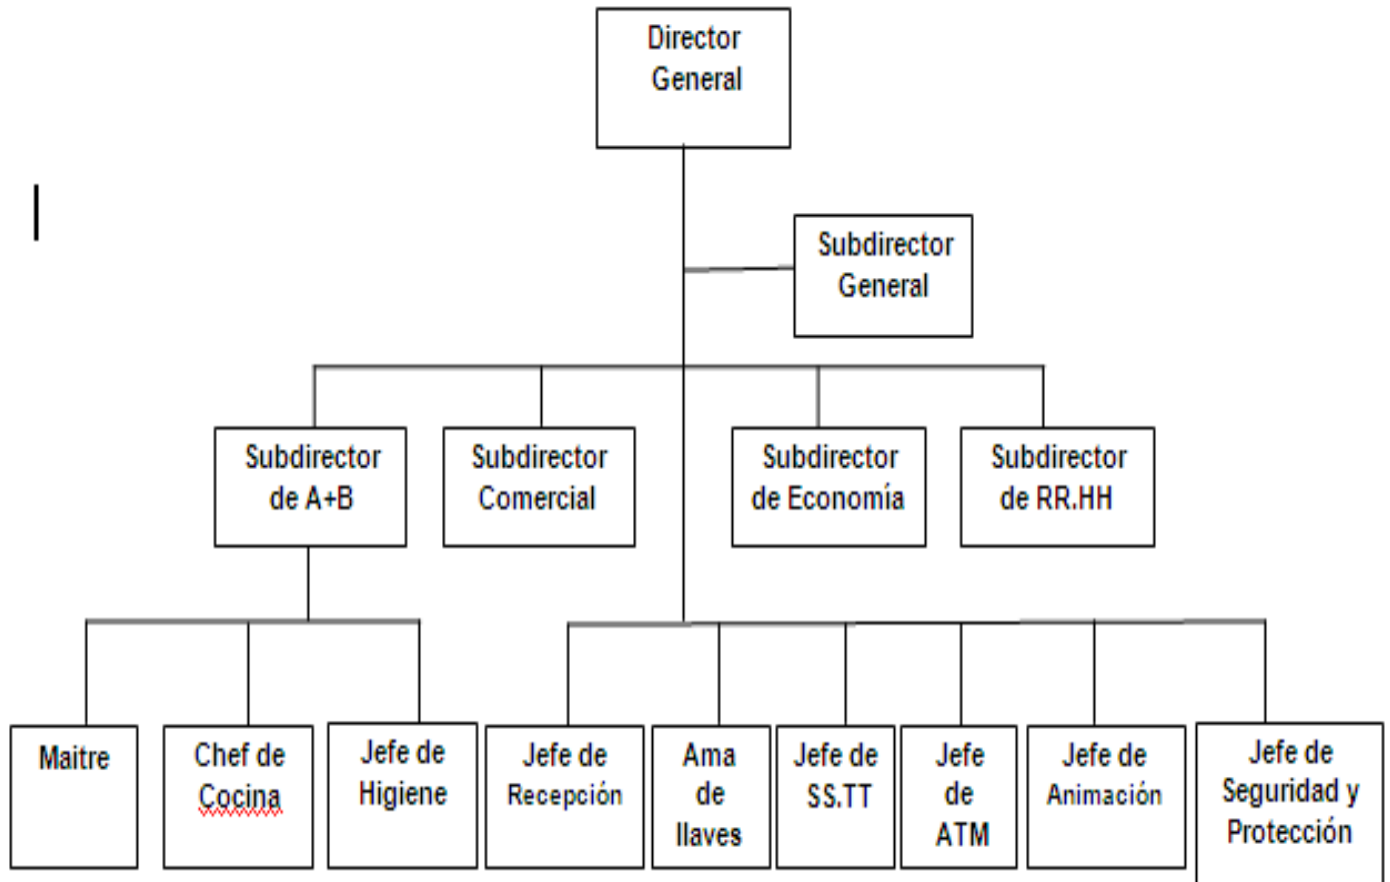 Director
General
Subdirector
General
Subdirector
de A+B
Subdirector
Comercial
Subdirector
de Economía
Subdirector
de RR.HH
Maitre
Chef de
Cocina
Jefe de
Higiene
Jefe de
Recepción
Ama
de
llaves
Jefe de
SS.TT
Jefe
de
ATM
Jefe de
Animación
Jefe de
Seguridad y
Protección